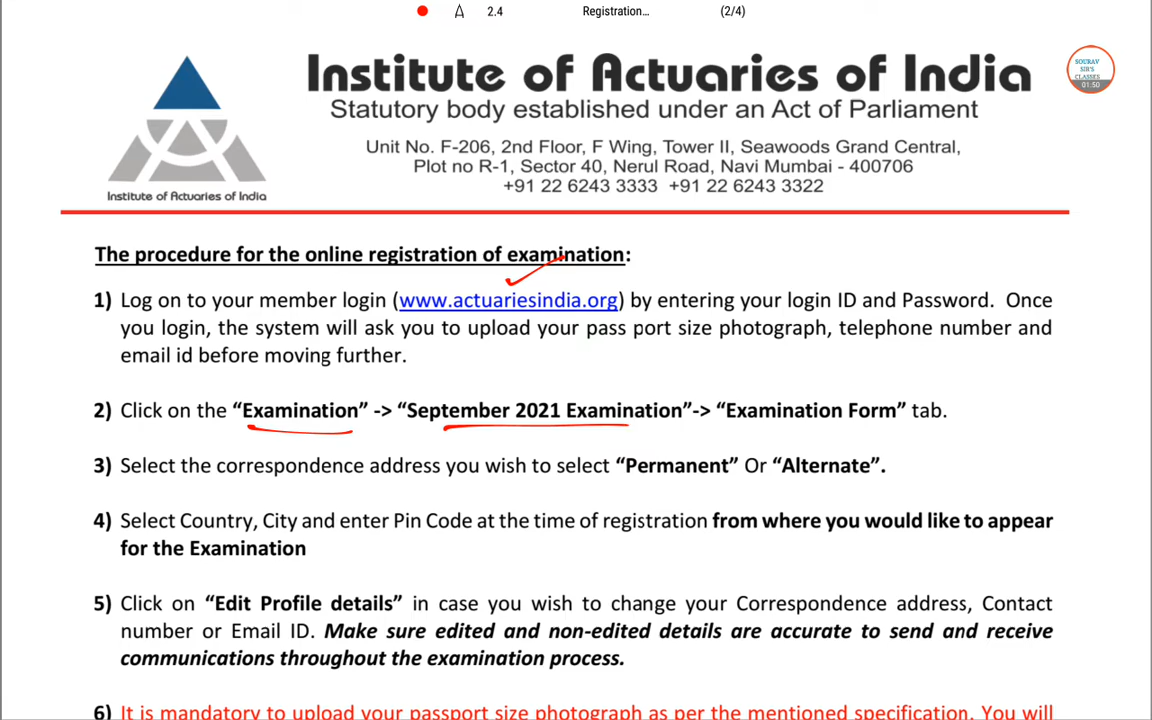 2.4 Registration… (2/4)
Institute of Actuaries of India
Statutory body established under an Act of Parliament
SOURAV
SIR'S
CLASSES
01:50
Unit No. F-206, 2nd Floor, F Wing, Tower II, Seawoods Grand Central,
Plot no R-1, Sector 40, Nerul Road, Navi Mumbai - 400706
+91 22 6243 3333 +91 22 6243 3322
Institute of Actuaries of India
The procedure for the online registration of examination:
1) Log on to your member login (www.actuariesindia.org) by entering your login ID and Password. Once
you login, the system will ask you to upload your pass port size photograph, telephone number and
email id before moving further.
2) Click on the “Examination” -> “September 2021 Examination”-> “Examination Form” tab.
3) Select the correspondence address you wish to select “Permanent” Or “Alternate”.
4) Select Country, City and enter Pin Code at the time of registration from where you would like to appear
for the Examination
5) Click on “Edit Profile details” in case you wish to change your Correspondence address, Contact
number or Email ID. Make sure edited and non-edited details are accurate to send and receive
communications throughout the examination process.
6) It is mandatory to upload your passport size photograph as per the mentioned specification. You will